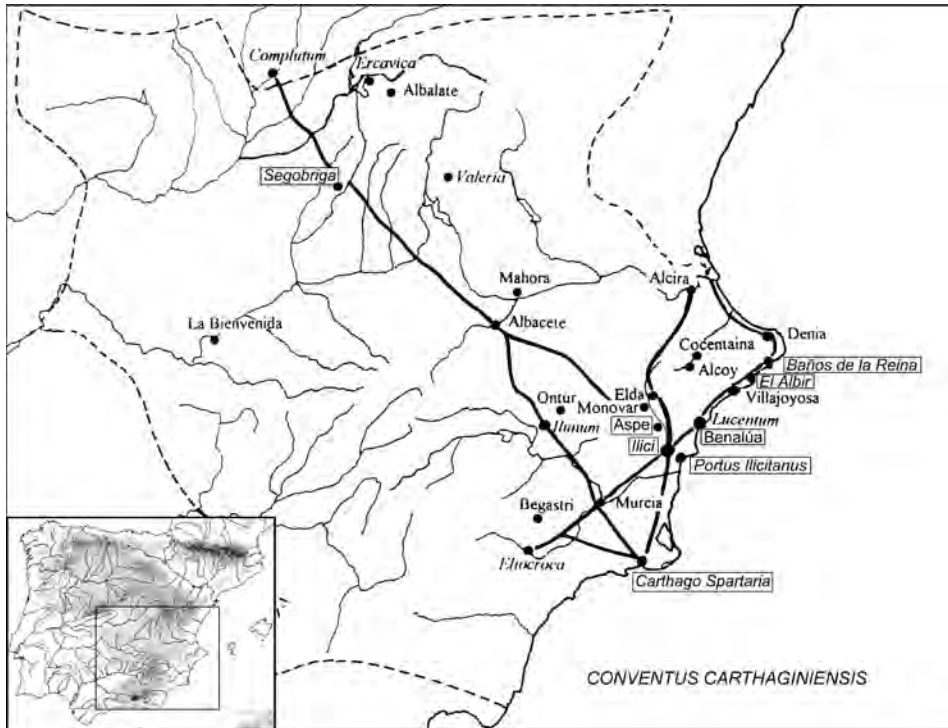 Complutum
Ercavica
Albalate
Segobriga
Valeria
Mahora
Alcira
La Bienvenida
Albacete
Denia
Cocentaina
Baños de la Reina
Alcoy
El Albir
Elda
Villajoyosa
Ontur
Monovar
Lucentum
Aspe
Ilunum
Benalúa
Ilici
Portus Ilicitanus
Begastri
Murcia
Eliocroca
Carthago Spartaria
CONVENTUS CARTHAGINIENSIS